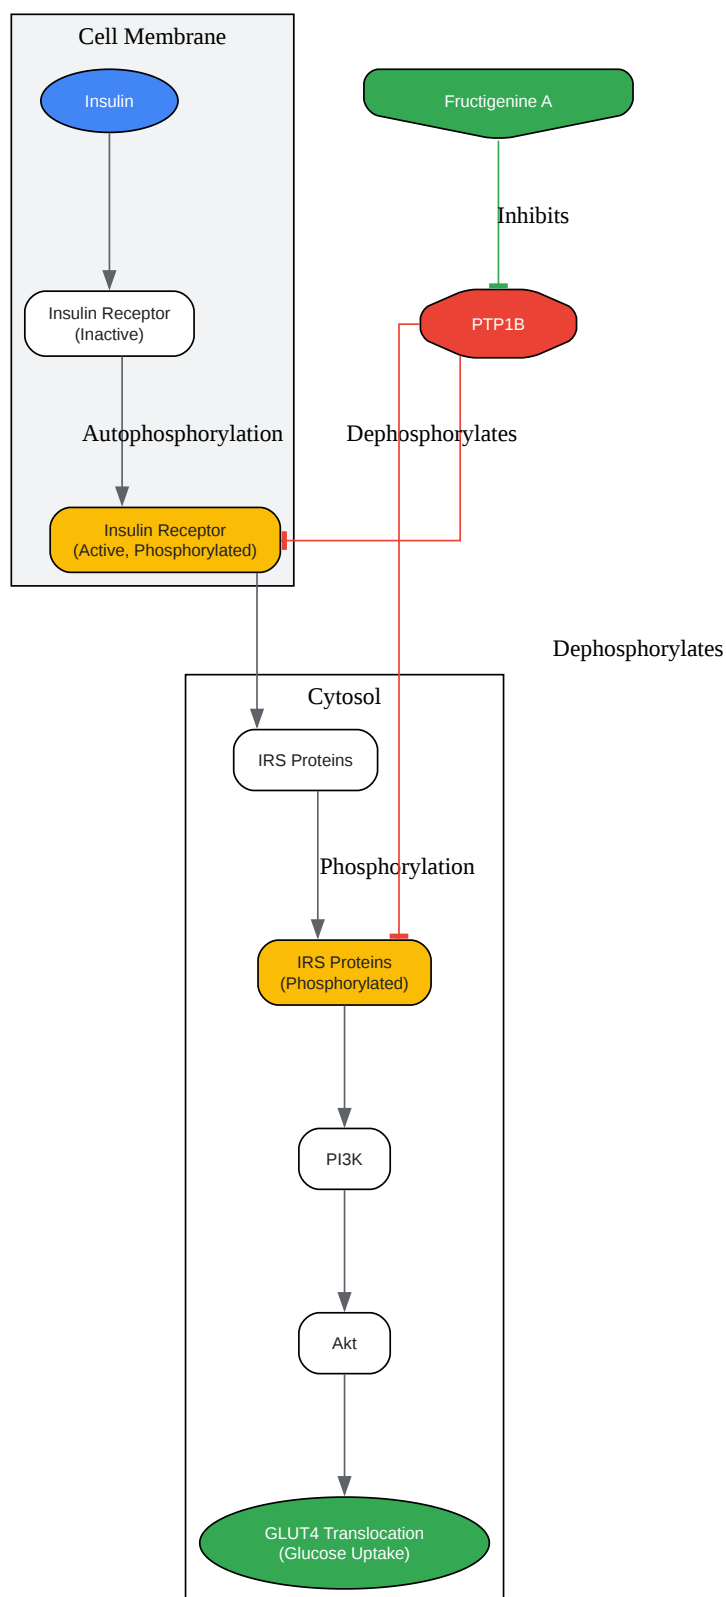 Cell Membrane
Insulin
Fructigenine A
Inhibits
Insulin Receptor
(Inactive)
PTP1B
Autophosphorylation
Dephosphorylates
Insulin Receptor
(Active, Phosphorylated)
Dephosphorylates
Cytosol
IRS Proteins
Phosphorylation
IRS Proteins
(Phosphorylated)
PI3K
Akt
GLUT4 Translocation
(Glucose Uptake)